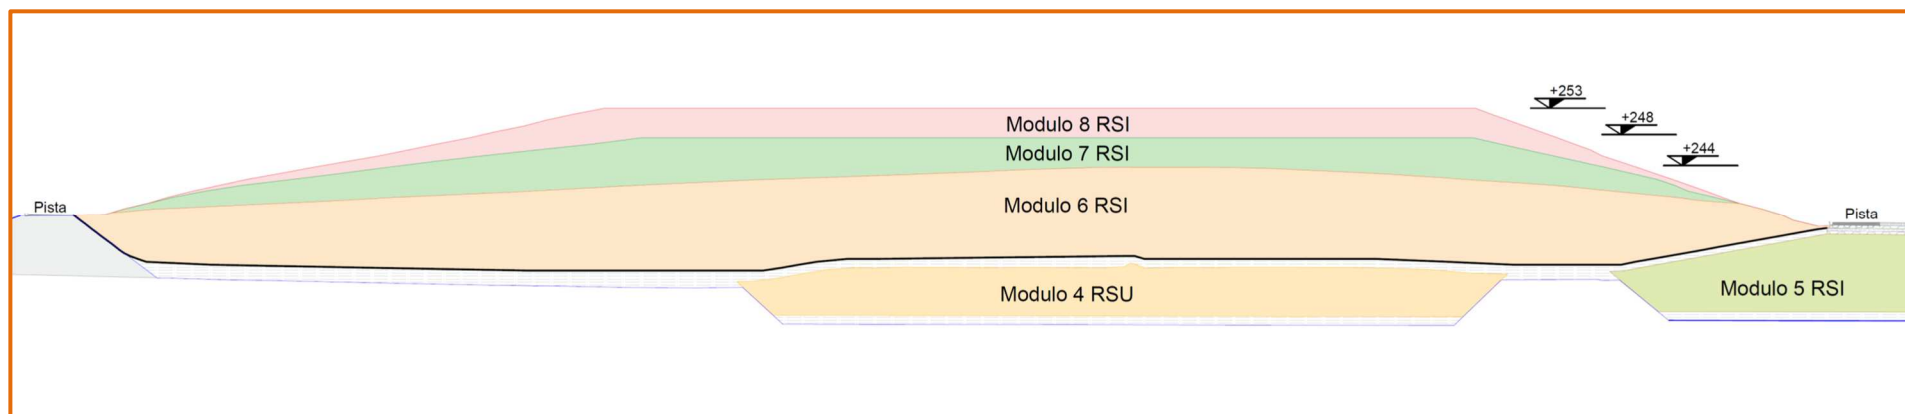 +253
+248
+244
Modulo 8 RSI
Modulo 7 RSI
Modulo 6 RSI
Pista
Pista
Modulo 4 RSU
Modulo 5 RSI